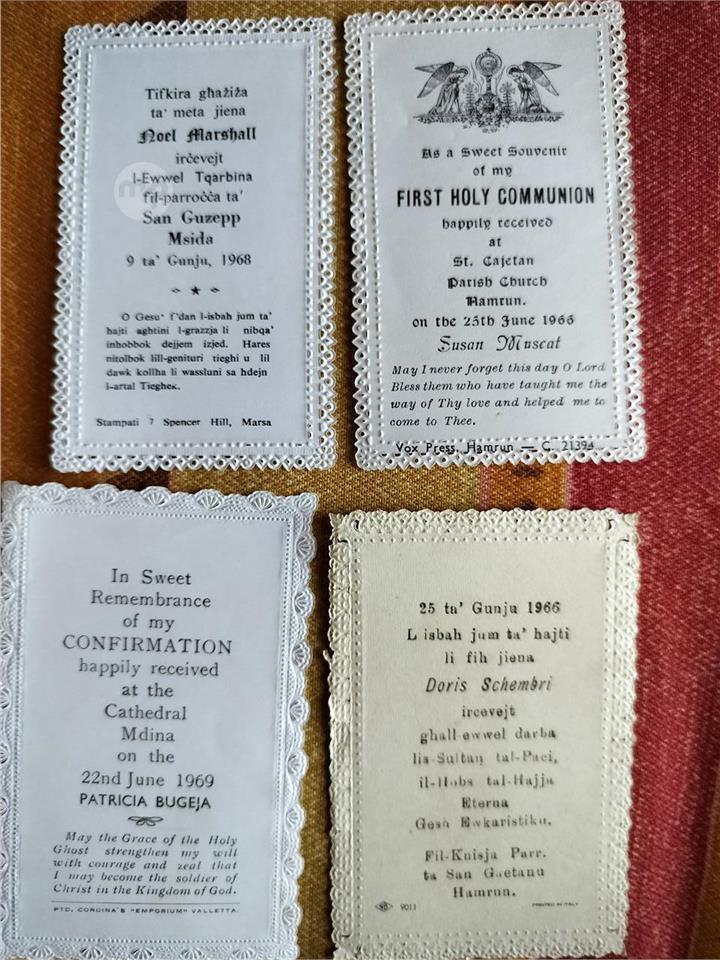 Tifkira għażiża
ta' meta jiena
Noel Marshall
irċevejt
l-Ewwel Tqarbina
fil-parroċċa ta'
San Guzepp
Msida
9 ta' Gunju, 1968
O Gesu' f'dan l-isbah jum ta'
hajti aghtini l-grazzja li nibqa'
inhobbok dejjem izjed. Hares
nitolbok lill-genituri tieghi u lil
dawk kollha li wassluni sa hdejn
l-artal Tieghek.
Stampati 7 Spencer Hill, Marsa
As a Sweet Souvenir
of my
FIRST HOLY COMMUNION
happily received
at
St. Cajetan
Parish Church
Hamrun.
on the 25th June 1966
Susan Muscat
May I never forget this day O Lord
Bless them who have taught me the
way of Thy love and helped me to
come to Thee.
Vox Press, Hamrun — C. 21394
In Sweet
Remembrance
of my
CONFIRMATION
happily received
at the
Cathedral
Mdina
on the
22nd June 1969
PATRICIA BUGEJA
May the Grace of the Holy
Ghost strengthen my will
with courage and zeal that
I may become the soldier of
Christ in the Kingdom of God.
PTD. CORDINA'S "EMPORIUM" VALLETTA.
25 ta' Gunju 1966
L isbah jum ta' hajti
li fih jiena
Doris Schembri
ircevejt
ghall-ewwel darba
lis-Sultan tal-Paci,
il-Hobs tal-Hajja
Eterna
Gesù Ewkaristiku.
Fil-Knisja Parr.
ta San Gaetanu
Hamrun.
9011 PRINTED IN ITALY